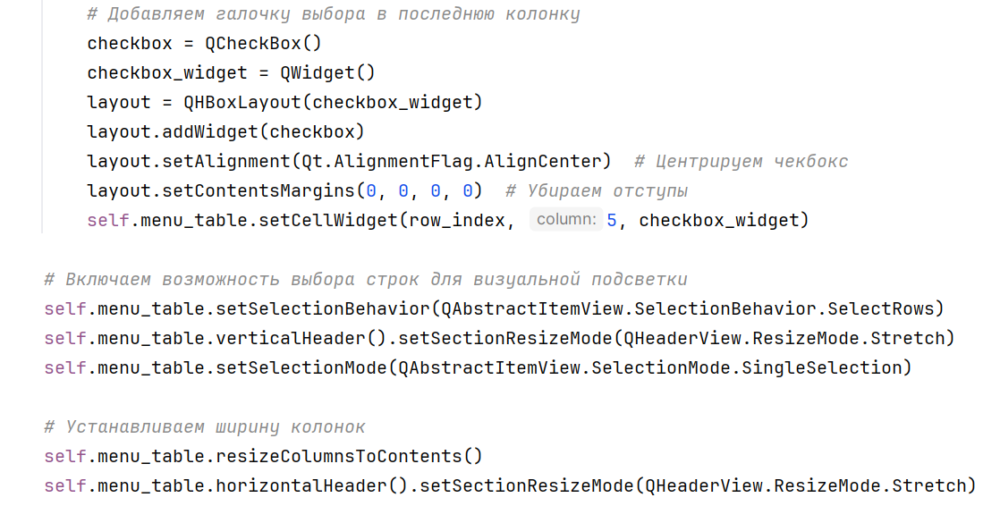 # Добавляем галочку выбора в последнюю колонку
checkbox = QCheckBox()
checkbox_widget = QWidget()
layout = QHBoxLayout(checkbox_widget)
layout.addWidget(checkbox)
layout.setAlignment(Qt.AlignmentFlag.AlignCenter)  # Центрируем чекбокс
layout.setContentsMargins(0, 0, 0, 0)  # Убираем отступы
self.menu_table.setCellWidget(row_index, column: 5, checkbox_widget)
# Включаем возможность выбора строк для визуальной подсветки
self.menu_table.setSelectionBehavior(QAbstractItemView.SelectionBehavior.SelectRows)
self.menu_table.verticalHeader().setSectionResizeMode(QHeaderView.ResizeMode.Stretch)
self.menu_table.setSelectionMode(QAbstractItemView.SelectionMode.SingleSelection)
# Устанавливаем ширину колонок
self.menu_table.resizeColumnsToContents()
self.menu_table.horizontalHeader().setSectionResizeMode(QHeaderView.ResizeMode.Stretch)